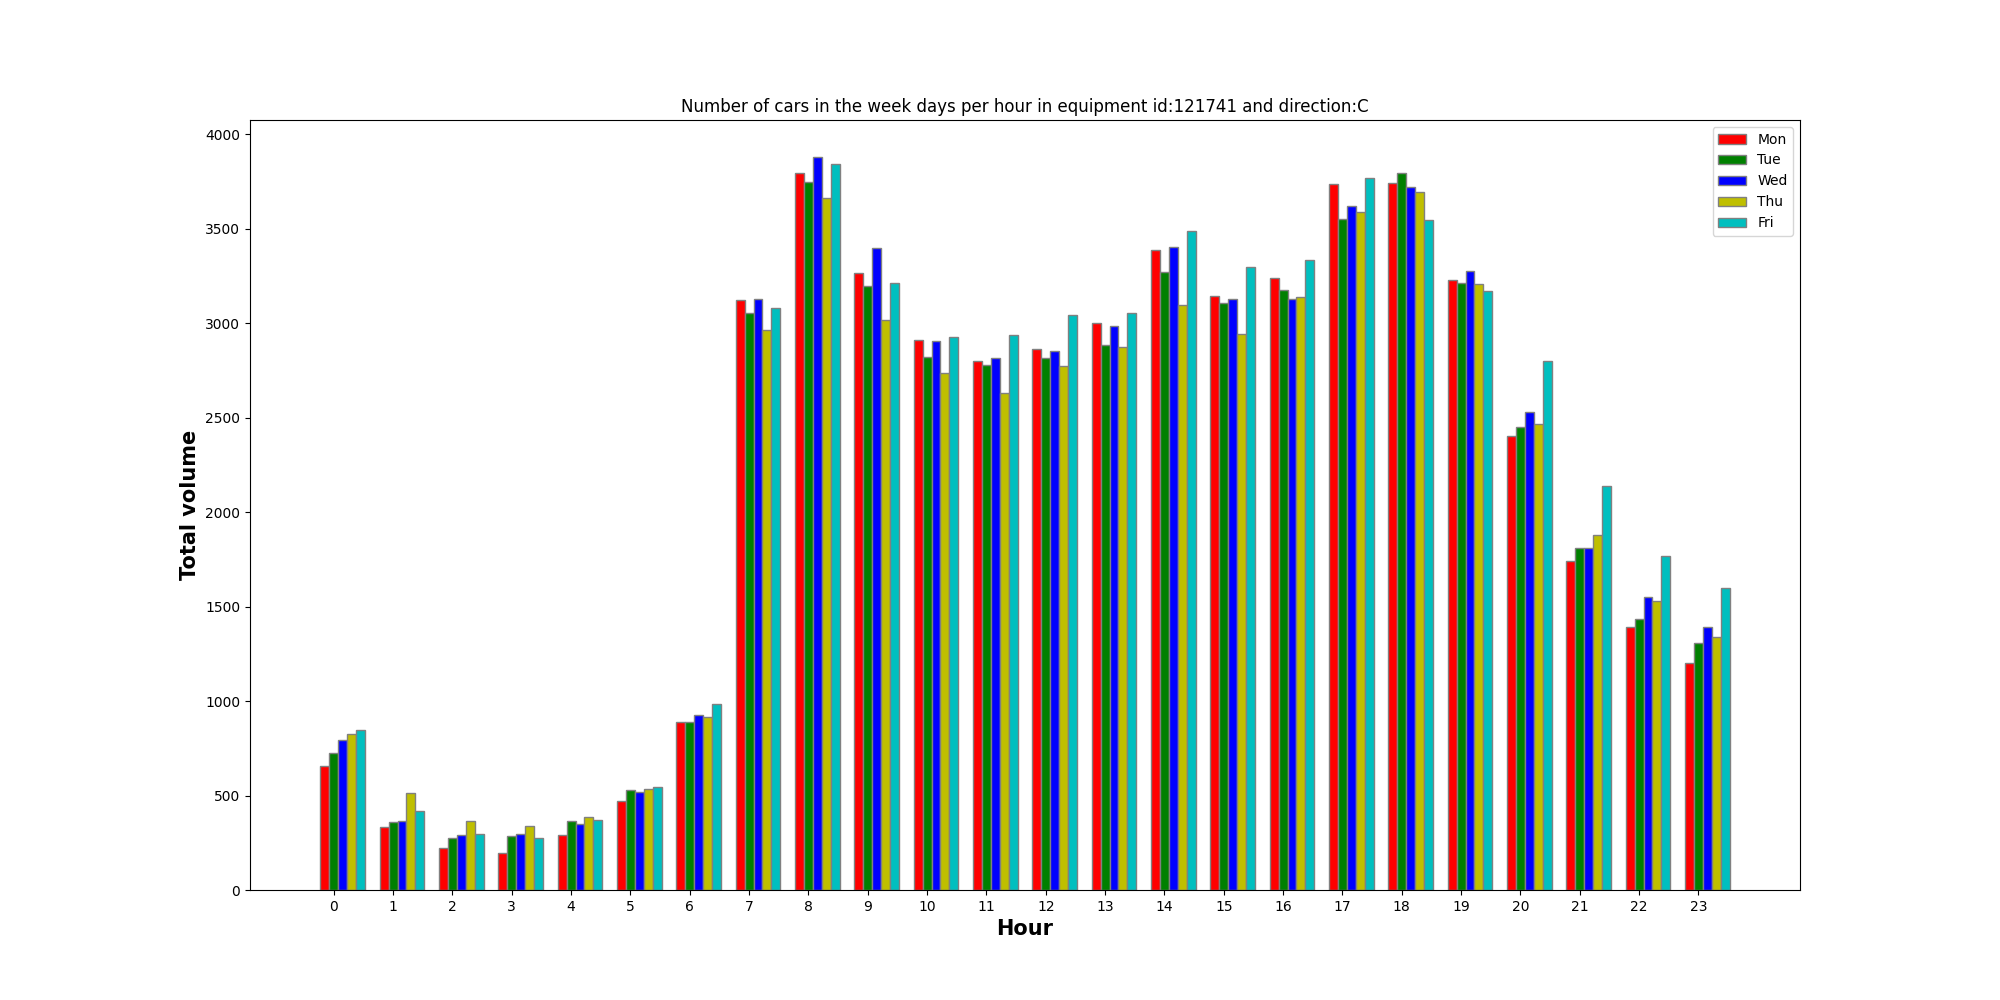 Number of cars in the week days per hour in equipment id:121741 and direction:C
4000
3500
3000
2500
2000
1500
1000
500
0
Total volume
Mon
Tue
Wed
Thu
Fri
0 1 2 3 4 5 6 7 8 9 10 11 12 13 14 15 16 17 18 19 20 21 22 23
Hour